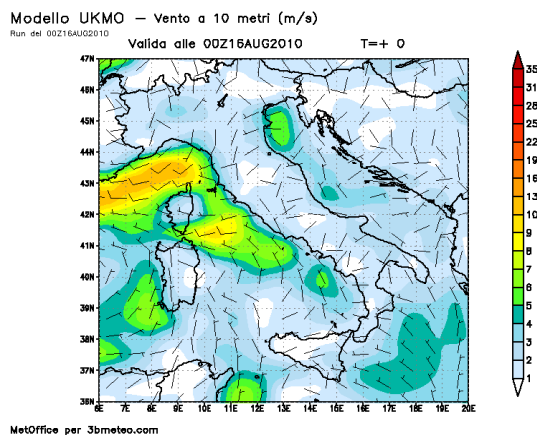 Modello UKMO – Vento a 10 metri (m/s)
Run del 00Z16AUG2010
Valida alle 00Z16AUG2010 T=+ 0
47N
46N
45N
44N
43N
42N
41N
40N
39N
38N
37N
36N
6E 7E 8E 9E 10E 11E 12E 13E 14E 15E 16E 17E 18E 19E 20E
35
31
28
25
22
19
16
13
10
9
8
7
6
5
4
3
2
1
MetOffice per 3bmeteo.com